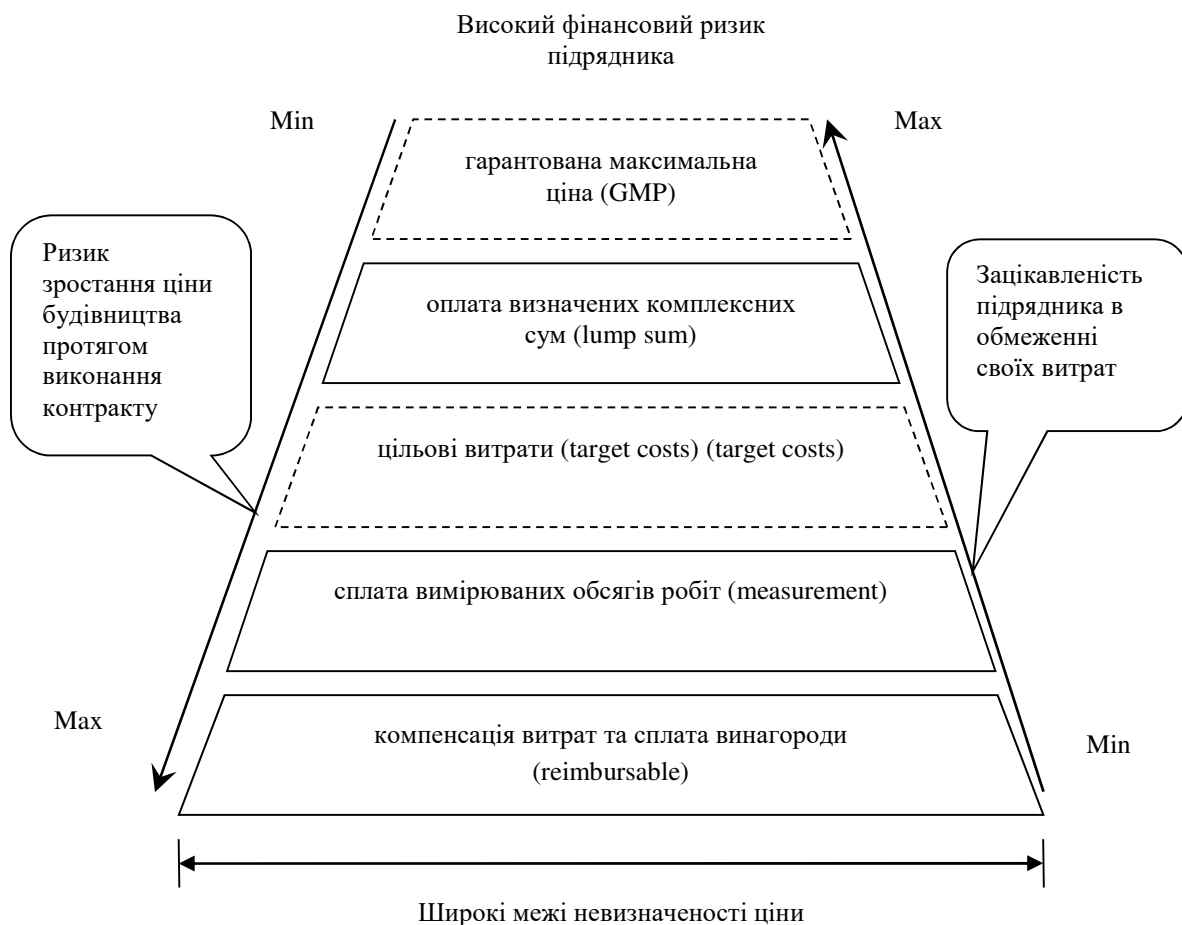 Високий фінансовий ризик
підрядника
Min
Max
гарантована максимальна
ціна (GMP)
Ризик
зростання ціни
будівництва
протягом
виконання
контракту
оплата визначених комплексних
сум (lump sum)
Зацікавленість
підрядника в
обмеженні
своїх витрат
цільові витрати (target costs) (target costs)
сплата вимірюваних обсягів робіт (measurement)
Max
компенсація витрат та сплата винагороди
(reimbursable)
Min
Широкі межі невизначеності ціни